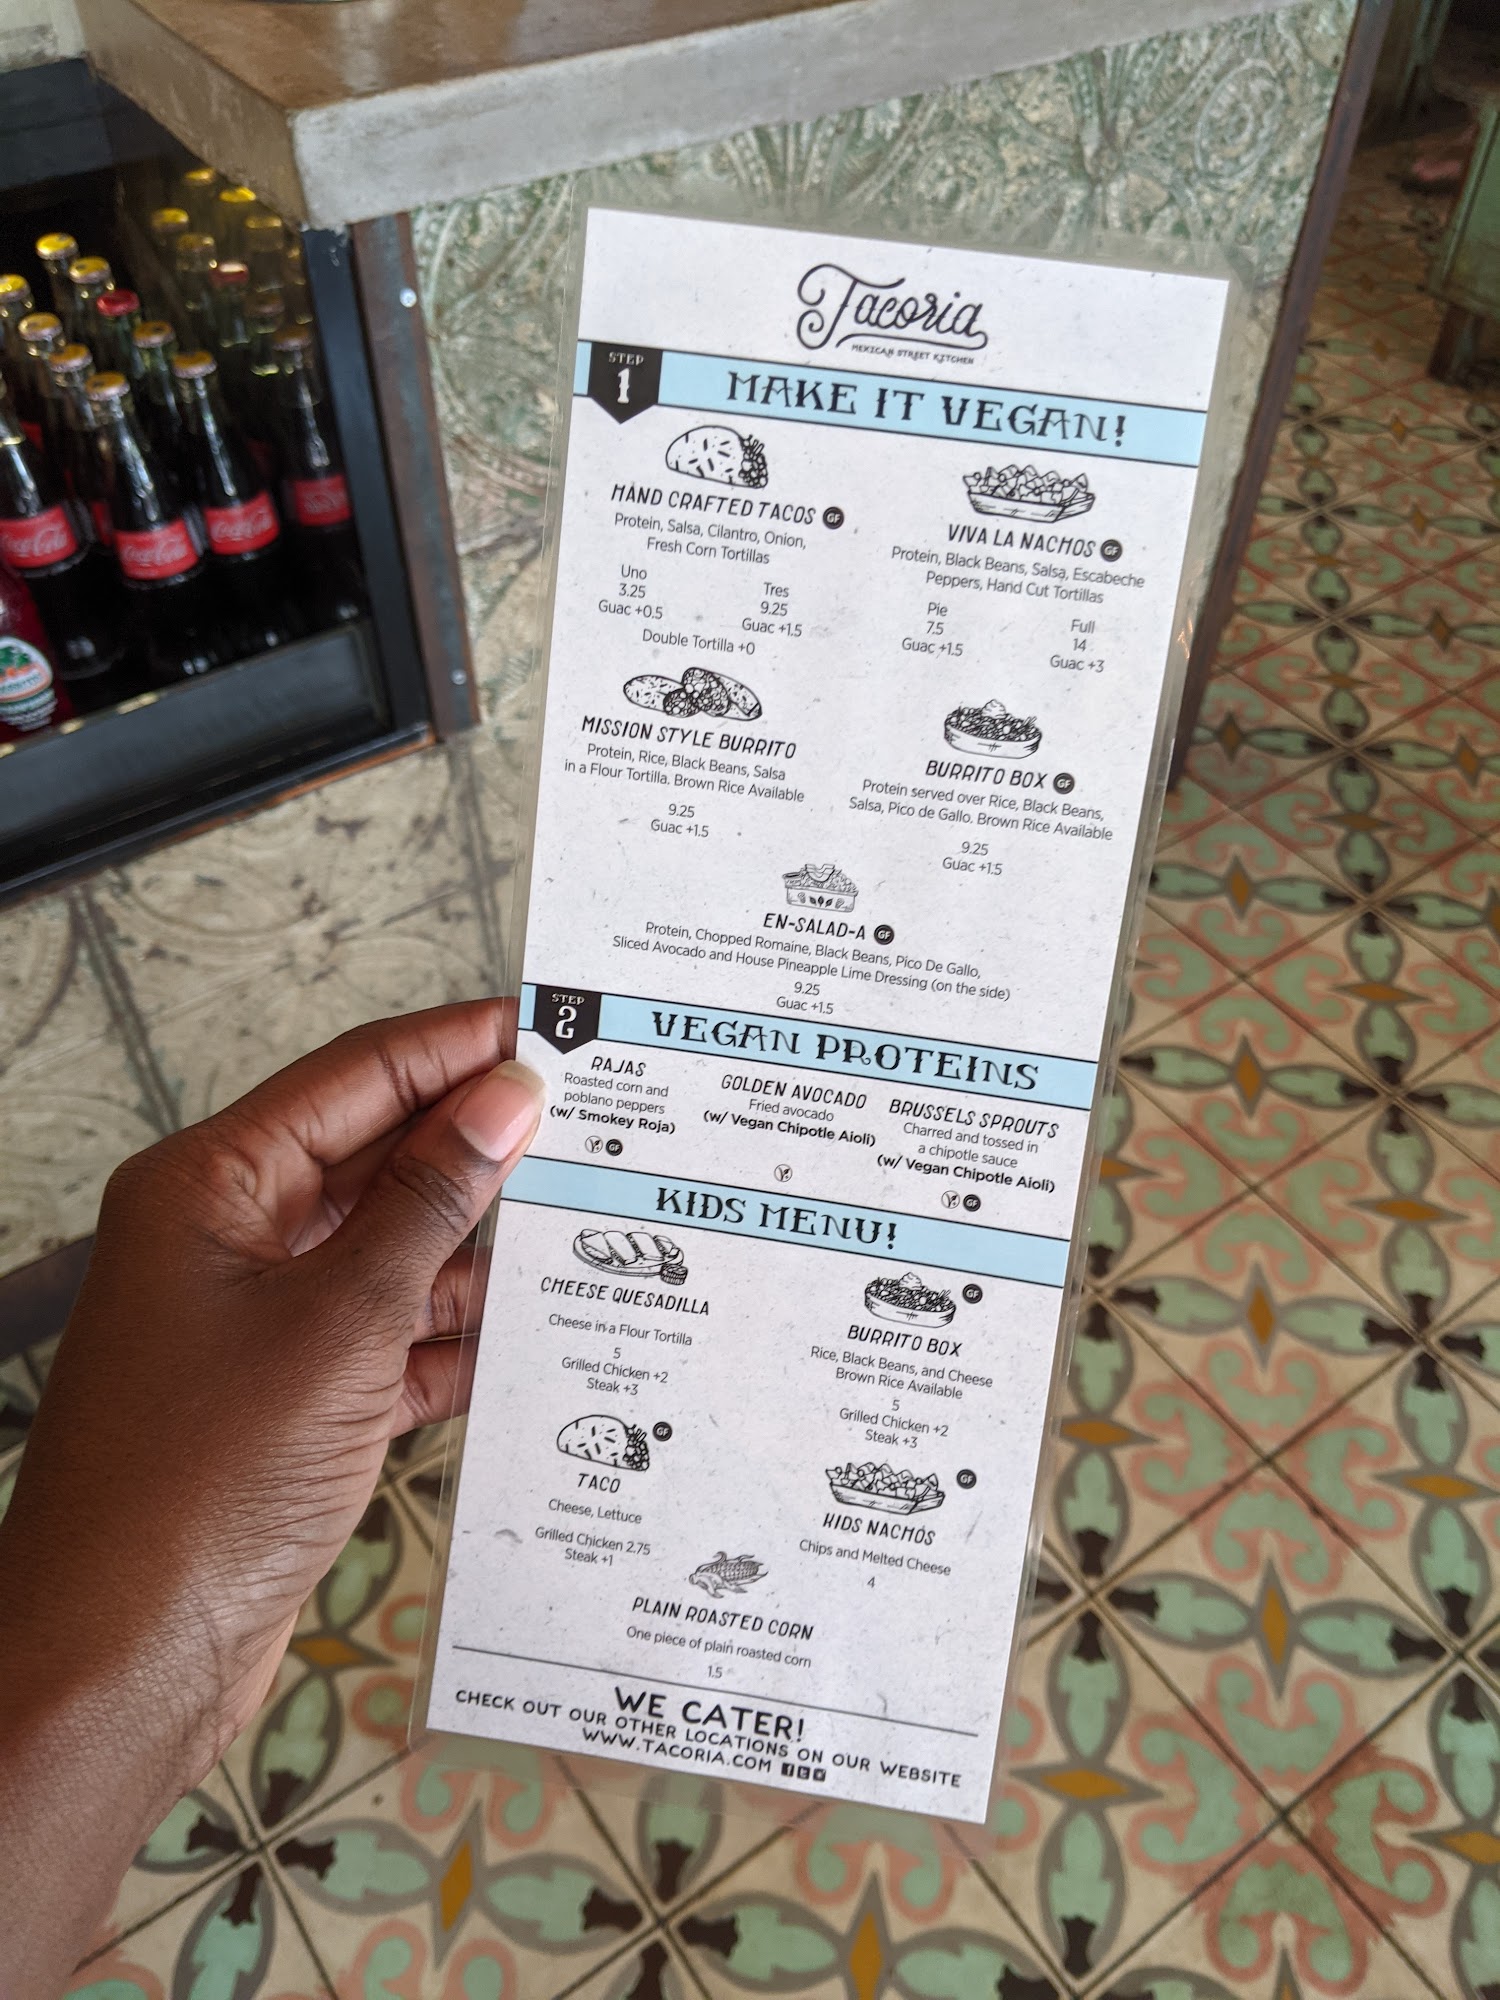 Tacoria
MEXICAN STREET KITCHEN
STEP
1
MAKE IT VEGAN!
HAND CRAFTED TACOS GF
Protein, Salsa, Cilantro, Onion,
Fresh Corn Tortillas
Uno
3.25
Guac +0.5
Tres
9.25
Guac +1.5
Double Tortilla +0
VIVA LA NACHOS GF
Protein, Black Beans, Salsa, Escabeche
Peppers, Hand Cut Tortillas
Pie
7.5
Guac +1.5
Full
14
Guac +3
MISSION STYLE BURRITO
Protein, Rice, Black Beans, Salsa
in a Flour Tortilla. Brown Rice Available
9.25
Guac +1.5
BURRITO BOX GF
Protein served over Rice, Black Beans,
Salsa, Pico de Gallo. Brown Rice Available
9.25
Guac +1.5
EN-SALAD-A GF
Protein, Chopped Romaine, Black Beans, Pico De Gallo,
Sliced Avocado and House Pineapple Lime Dressing (on the side)
9.25
Guac +1.5
STEP
2
VEGAN PROTEINS
RAJAS
Roasted corn and
poblano peppers
(w/ Smokey Roja)
V GF
GOLDEN AVOCADO
Fried avocado
(w/ Vegan Chipotle Aioli)
V
BRUSSELS SPROUTS
Charred and tossed in
a chipotle sauce
(w/ Vegan Chipotle Aioli)
V GF
KIDS MENU!
CHEESE QUESADILLA
Cheese in a Flour Tortilla
5
Grilled Chicken +2
Steak +3
GF
BURRITO BOX
Rice, Black Beans, and Cheese
Brown Rice Available
5
Grilled Chicken +2
Steak +3
GF
TACO
Cheese, Lettuce
Grilled Chicken 2.75
Steak +1
GF
KIDS NACHOS
Chips and Melted Cheese
4
PLAIN ROASTED CORN
One piece of plain roasted corn
1.5
WE CATER!
CHECK OUT OUR OTHER LOCATIONS ON OUR WEBSITE
WWW.TACORIA.COM
Coca-Cola
Coca-Cola
Coca-Cola